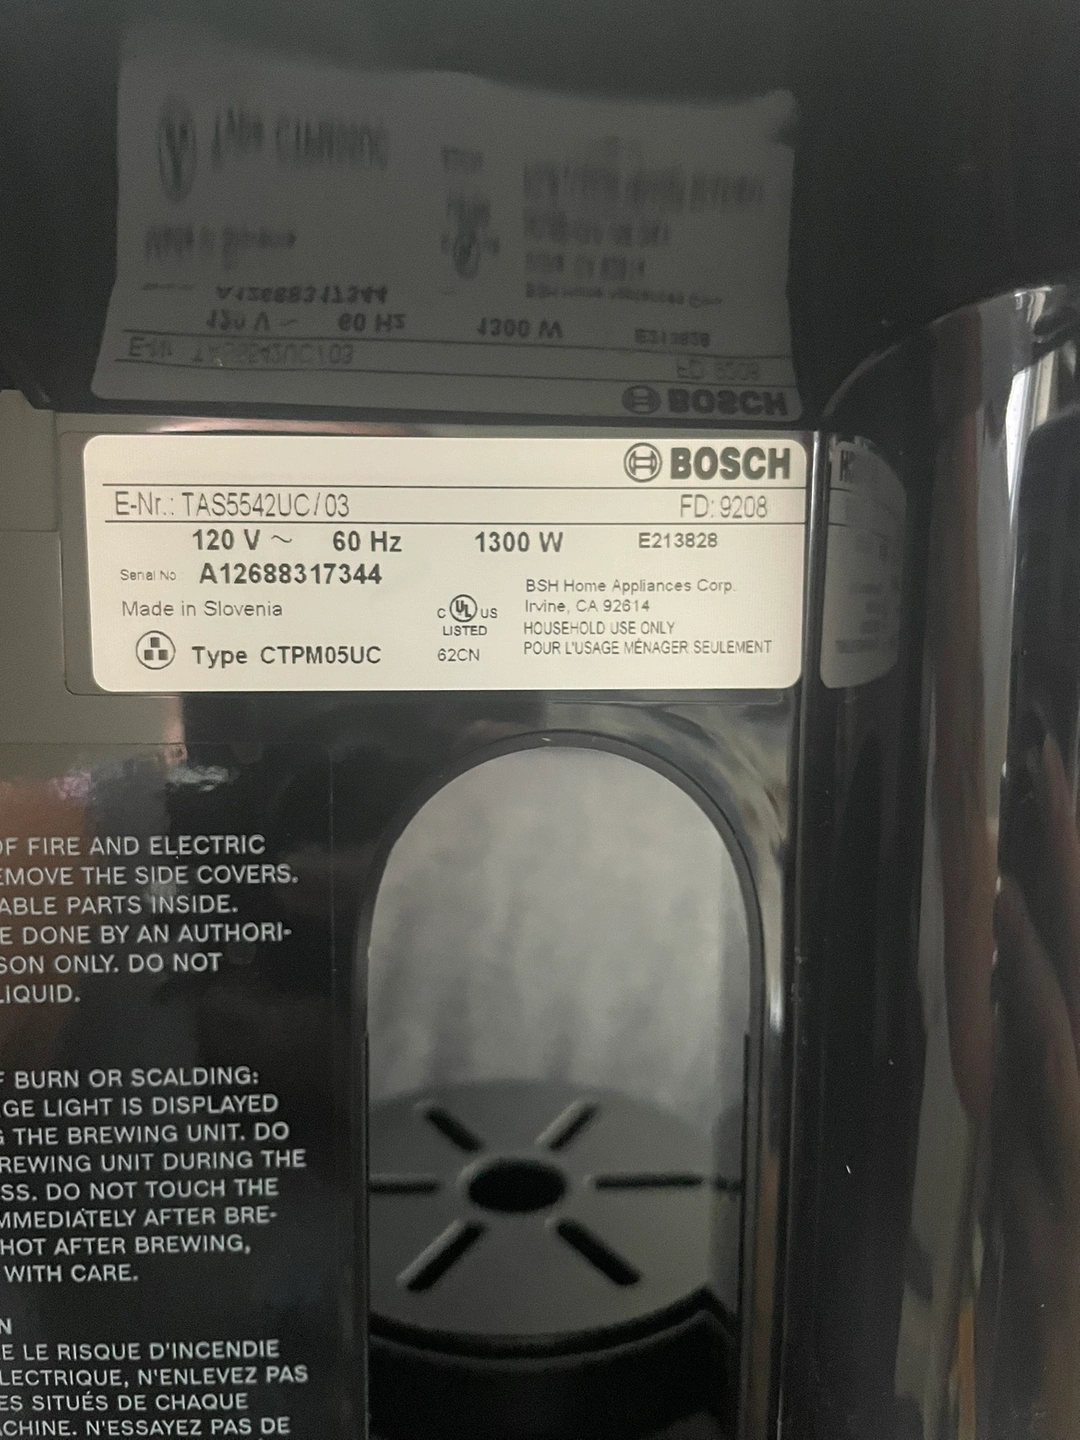 BOSCH
E-Nr.: TAS5542UC/03 FD: 9208
120 V ~ 60 Hz 1300 W E213828
Serial No. A12688317344
Made in Slovenia
Type CTPM05UC
C UL US
LISTED
62CN
BSH Home Appliances Corp.
Irvine, CA 92614
HOUSEHOLD USE ONLY
POUR L'USAGE MÉNAGER SEULEMENT
OF FIRE AND ELECTRIC
EMOVE THE SIDE COVERS.
ABLE PARTS INSIDE.
E DONE BY AN AUTHORI-
SON ONLY. DO NOT
LIQUID.
F BURN OR SCALDING:
GE LIGHT IS DISPLAYED
G THE BREWING UNIT. DO
REWING UNIT DURING THE
SS. DO NOT TOUCH THE
MMEDIATELY AFTER BRE-
HOT AFTER BREWING,
WITH CARE.
N
E LE RISQUE D'INCENDIE
LECTRIQUE, N'ENLEVEZ PAS
ES SITUÉS DE CHAQUE
ACHINE. N'ESSAYEZ PAS DE